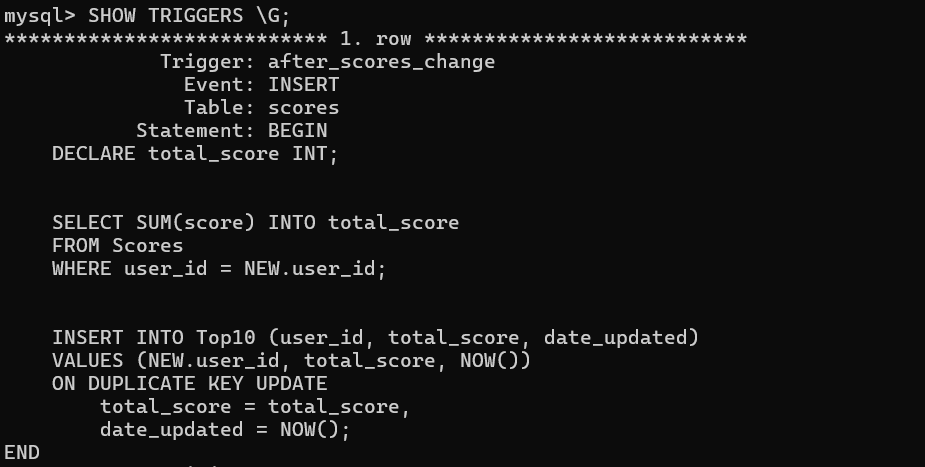 mysql> SHOW TRIGGERS \G;
*************************** 1. row ***************************
Trigger: after_scores_change
Event: INSERT
Table: scores
Statement: BEGIN
DECLARE total_score INT;
SELECT SUM(score) INTO total_score
FROM Scores
WHERE user_id = NEW.user_id;
INSERT INTO Top10 (user_id, total_score, date_updated)
VALUES (NEW.user_id, total_score, NOW())
ON DUPLICATE KEY UPDATE
total_score = total_score,
date_updated = NOW();
END